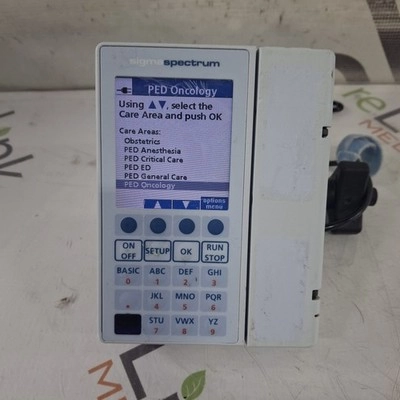 sigmaspectrum
PED Oncology
Using ▲▼, select the
Care Area and push OK
Care Areas:
Obstetrics
PED Anesthesia
PED Critical Care
PED ED
PED General Care
PED Oncology
▲ ▼ options menu
ON OFF SETUP OK RUN STOP
BASIC ABC DEF GHI
0 1 2 3
JKL MNO PQR
. 4 5 6
STU VWX YZ
7 8 9